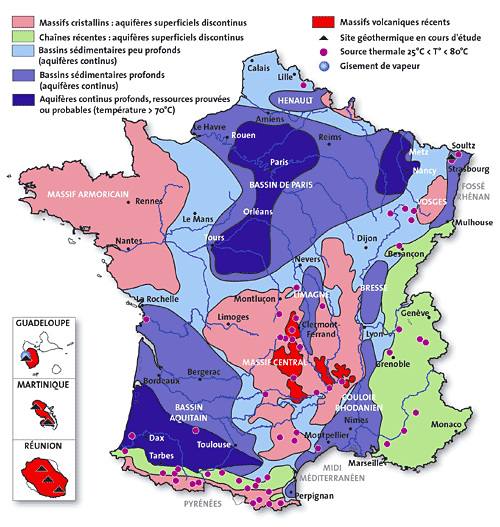 Massifs cristallins : aquifères superficiels discontinus
Chaînes récentes : aquifères superficiels discontinus
Bassins sédimentaires peu profonds
(aquifères continus)
Bassins sédimentaires profonds
(aquifères continus)
Aquifères continus profonds, ressources prouvées
ou probables (température > 70°C)
Massifs volcaniques récents
Site géothermique en cours d'étude
Source thermale 25°C < T° < 80°C
Gisement de vapeur
Calais
Lille
HENAULT
Amiens
Le Havre
Rouen
Reims
Metz
Soultz
Strasbourg
Paris
Nancy
FOSSÉ
RHÉNAN
BASSIN DE PARIS
VOSGES
MASSIF ARMORICAIN
Rennes
Orléans
Mulhouse
Le Mans
Tours
Nantes
Dijon
Besançon
Nevers
BRESSE
La Rochelle
Montluçon
LIMAGNE
Genève
Limoges
Clermont-
Ferrand
Lyon
GUADELOUPE
MASSIF CENTRAL
Grenoble
Bergerac
Bordeaux
MARTINIQUE
COULOIR
RHODANIEN
BASSIN
AQUITAIN
Nimes
RÉUNION
Dax
Toulouse
Montpellier
Monaco
Tarbes
Marseille
MIDI
MÉDITERRANÉEN
PYRÉNÉES
Perpignan